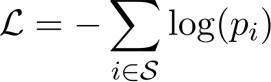 $\mathcal{L} = -\sum_{i \in \mathcal{S}} \log(p_i)$